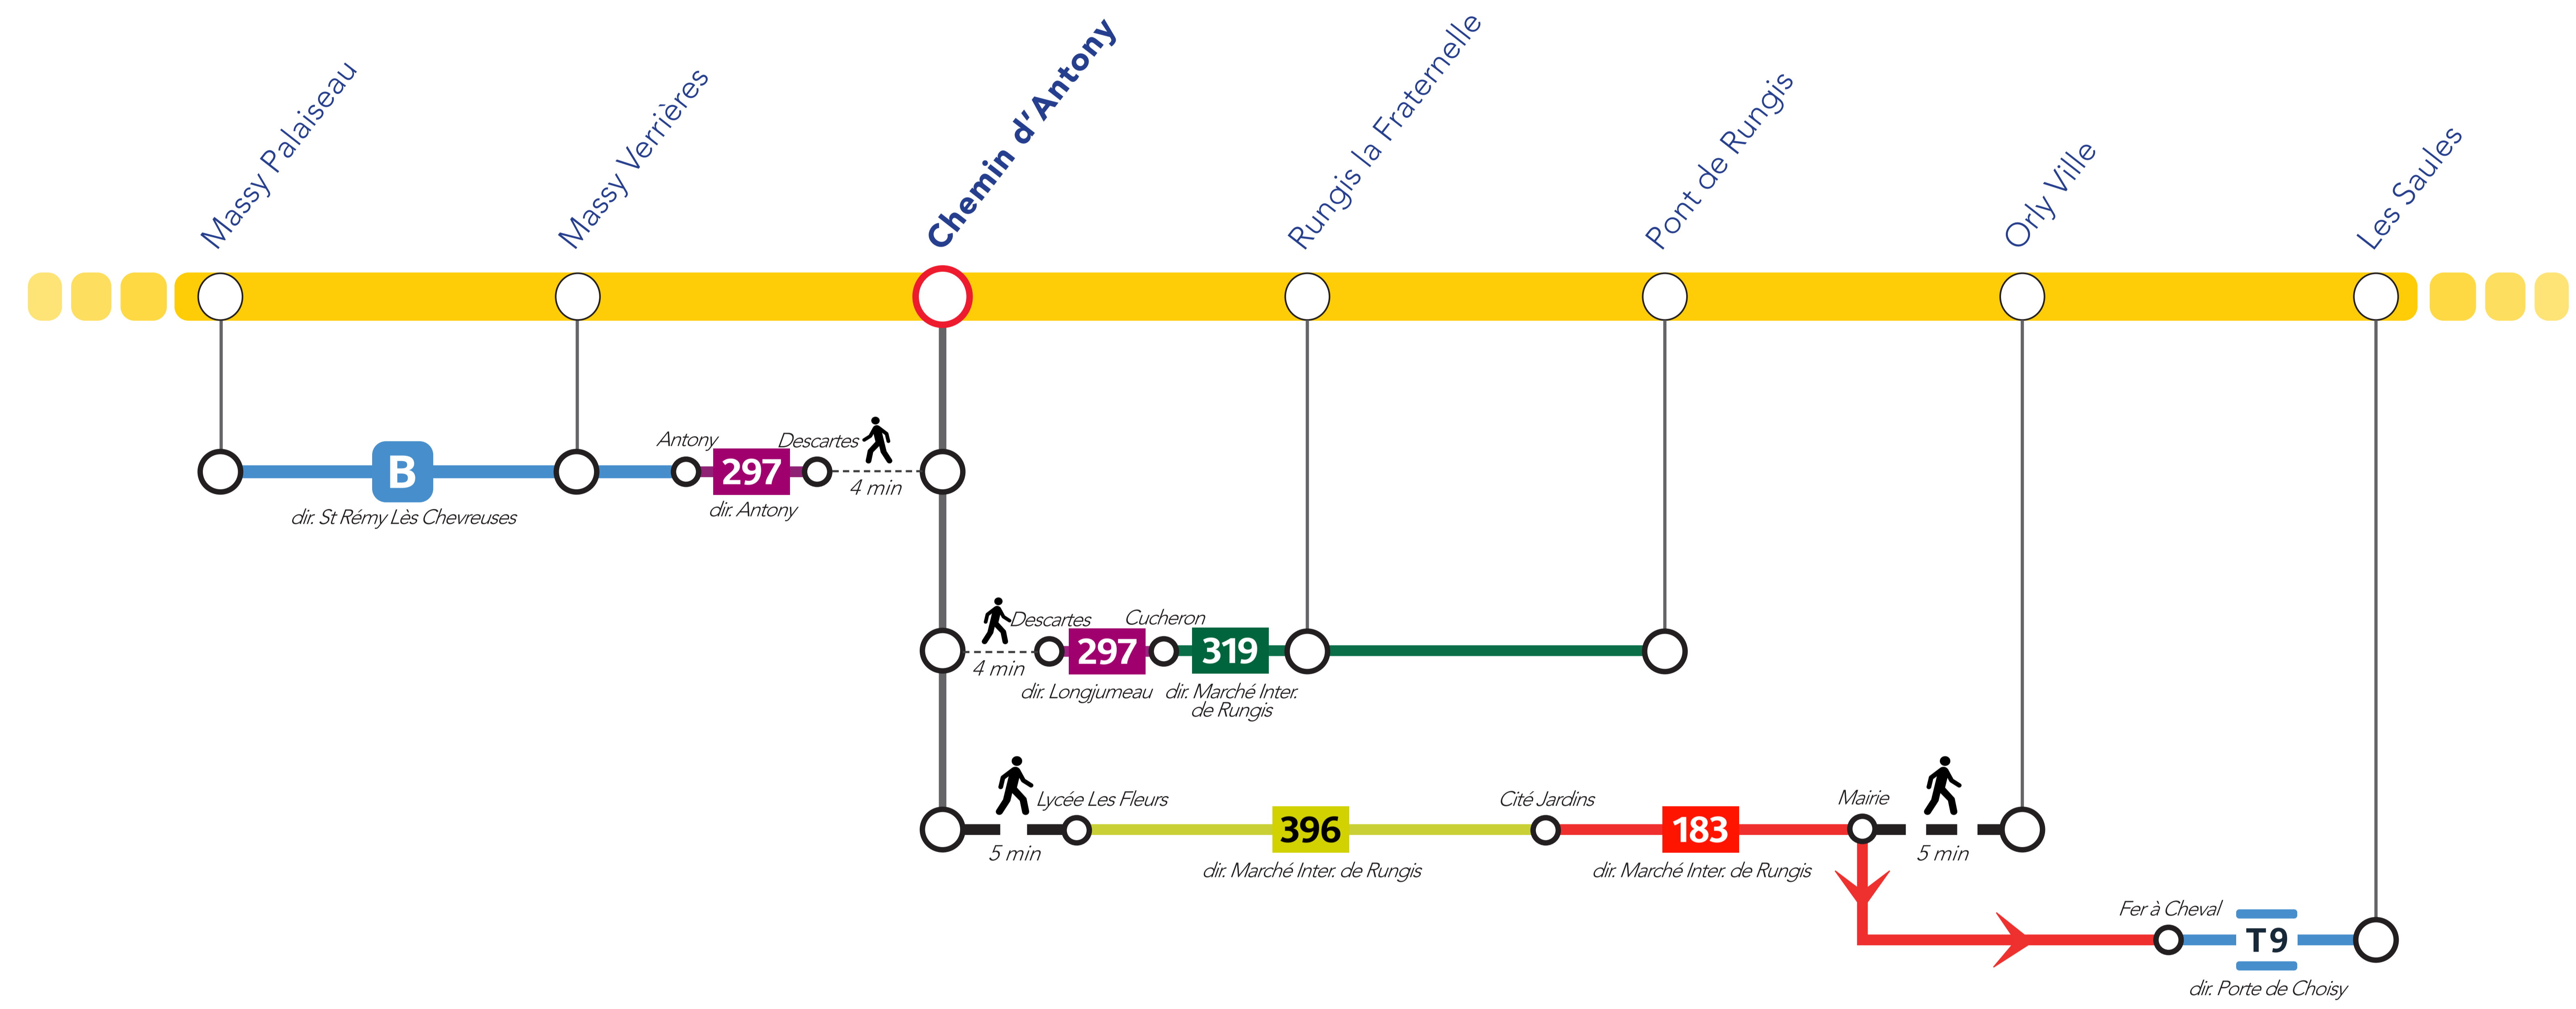 Massy Palaiseau
Massy Verrières
Chemin d'Antony
Rungis la Fraternelle
Pont de Rungis
Orly Ville
Les Saules
Antony
Descartes
B
297
4 min
dir. St Rémy Lès Chevreuses
dir. Antony
Descartes
Cucheron
297
319
4 min
dir. Longjumeau
dir. Marché Inter.
de Rungis
Lycée Les Fleurs
Cité Jardins
Mairie
396
183
5 min
5 min
dir. Marché Inter. de Rungis
dir. Marché Inter. de Rungis
Fer à Cheval
T9
dir. Porte de Choisy